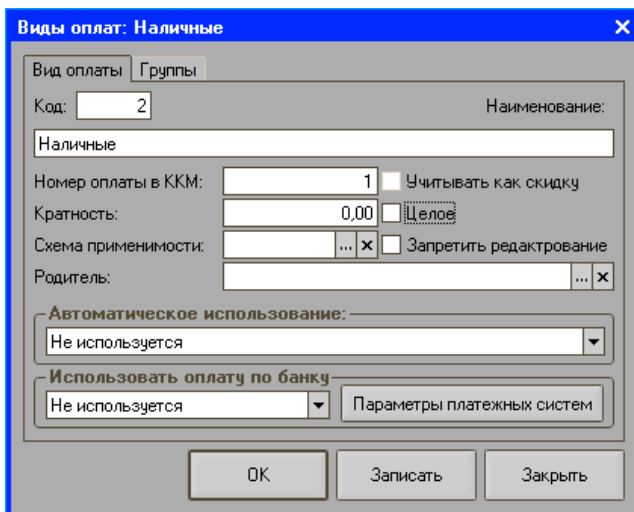 Виды оплат: Наличные
Вид оплаты Группы
Код: 2 Наименование:
Наличные
Номер оплаты в ККМ: 1 Учитывать как скидку
Кратность: 0,00 Целое
Схема применимости: ... x Запретить редактрование
Родитель: ... x
Автоматическое использование:
Не используется
Использовать оплату по банку
Не используется Параметры платежных систем
OK Записать Закрыть